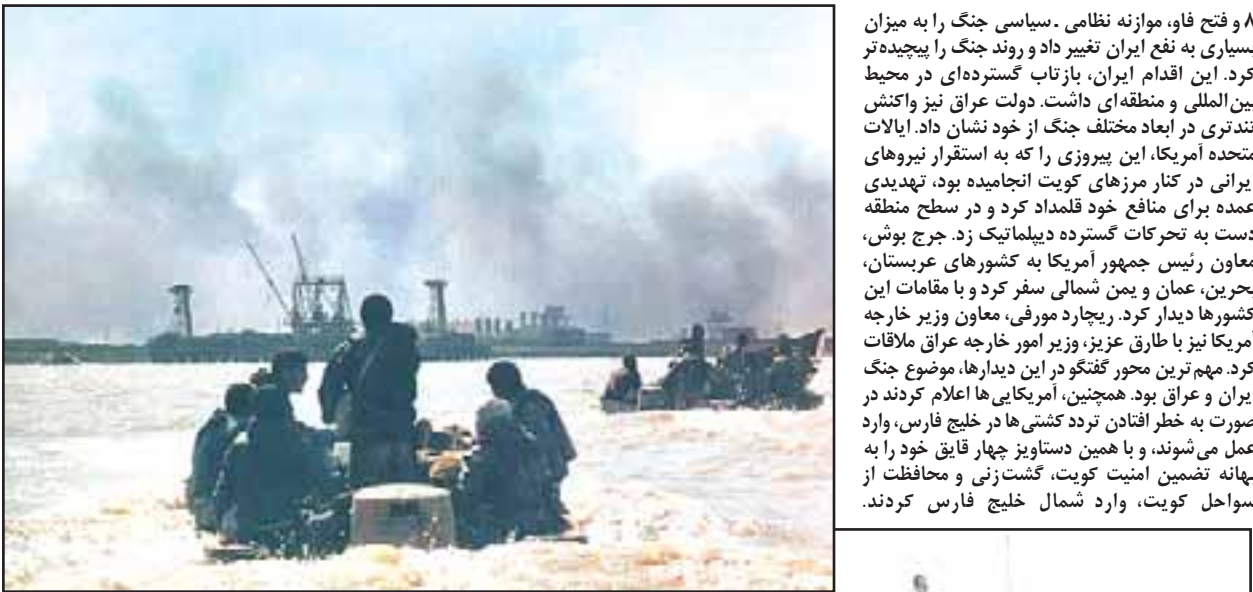 ۸ و فتح فاو، موازنه نظامی ـ سیاسی جنگ را به میزان
بسیاری به نفع ایران تغییر داد و روند جنگ را پیچیده‌تر
کرد. این اقدام ایران، بازتاب گسترده‌ای در محیط
بین‌المللی و منطقه‌ای داشت. دولت عراق نیز واکنش
تندتری در ابعاد مختلف جنگ از خود نشان داد. ایالات
متحده آمریکا، این پیروزی را که به استقرار نیروهای
ایرانی در کنار مرزهای کویت انجامیده بود، تهدیدی
عمده برای منافع خود قلمداد کرد و در سطح منطقه
دست به تحرکات گسترده دیپلماتیک زد. جرج بوش،
معاون رئیس جمهور آمریکا به کشورهای عربستان،
بحرین، عمان و یمن شمالی سفر کرد و با مقامات این
کشورها دیدار کرد. ریچارد مورفی، معاون وزیر خارجه
آمریکا نیز با طارق عزیز، وزیر امور خارجه عراق ملاقات
کرد. مهم‌ترین محور گفتگو در این دیدارها، موضوع جنگ
ایران و عراق بود. همچنین، آمریکایی‌ها اعلام کردند در
صورت به خطر افتادن تردد کشتی‌ها در خلیج فارس، وارد
عمل می‌شوند، و با همین دستاویز چهار قایق خود را به
بهانه تضمین امنیت کویت، گشت‌زنی و محافظت از
سواحل کویت، وارد شمال خلیج فارس کردند.